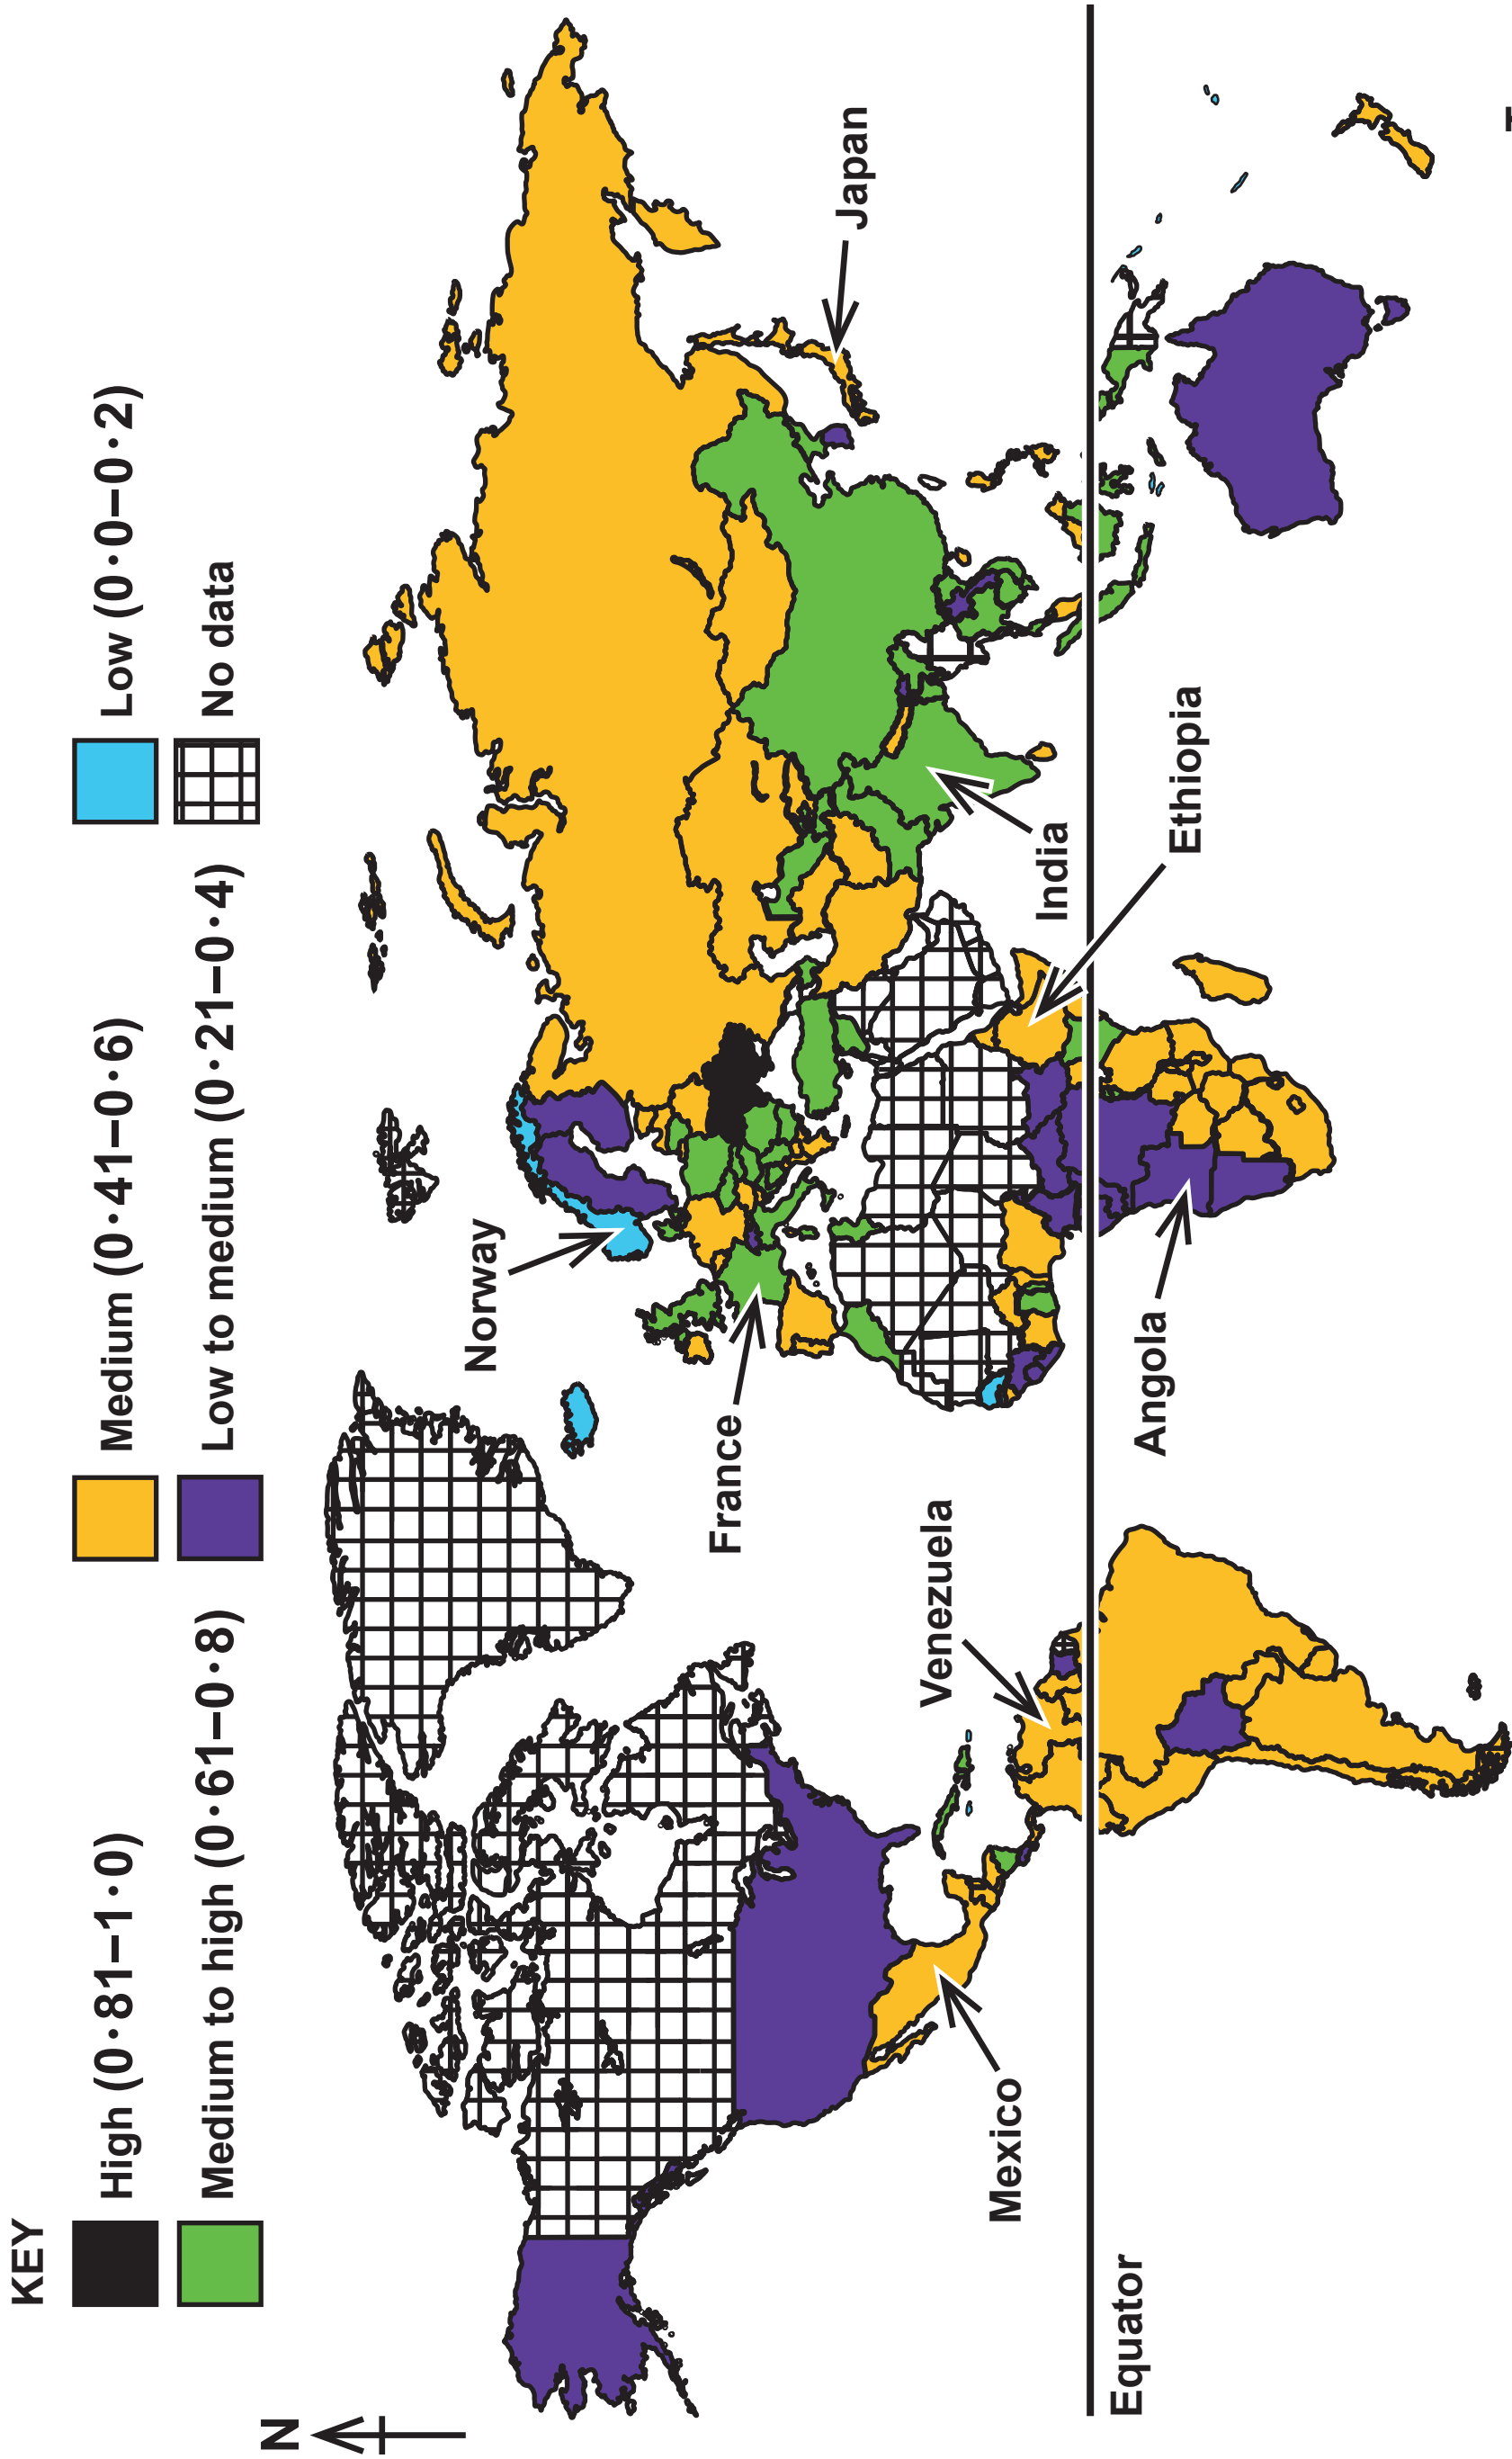 KEY
High (0·81–1·0)
Medium (0·41–0·6)
Low (0·0–0·2)
Medium to high (0·61–0·8)
Low to medium (0·21–0·4)
No data
N
Norway
France
Japan
India
Ethiopia
Angola
Venezuela
Mexico
Equator